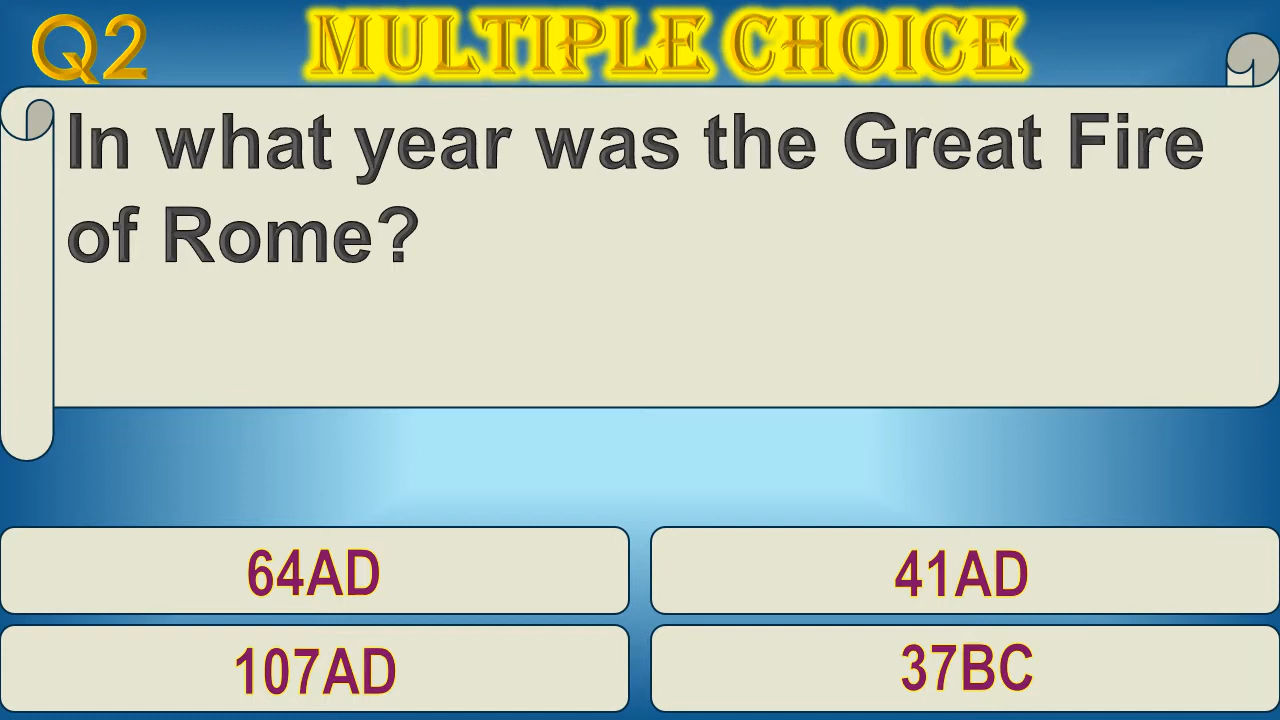 Q2
MULTIPLE CHOICE
In what year was the Great Fire
of Rome?
64AD
41AD
107AD
37BC